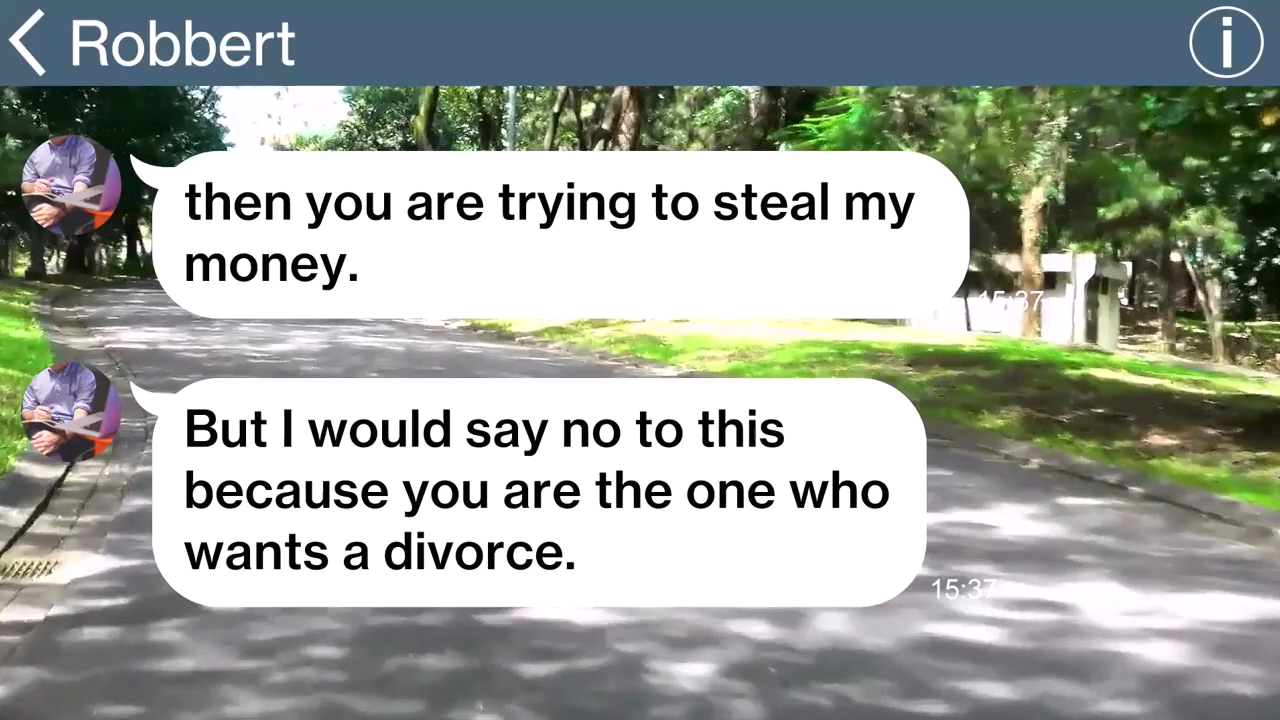 Robbert
i
then you are trying to steal my
money.
15:37
But I would say no to this
because you are the one who
wants a divorce.
15:37